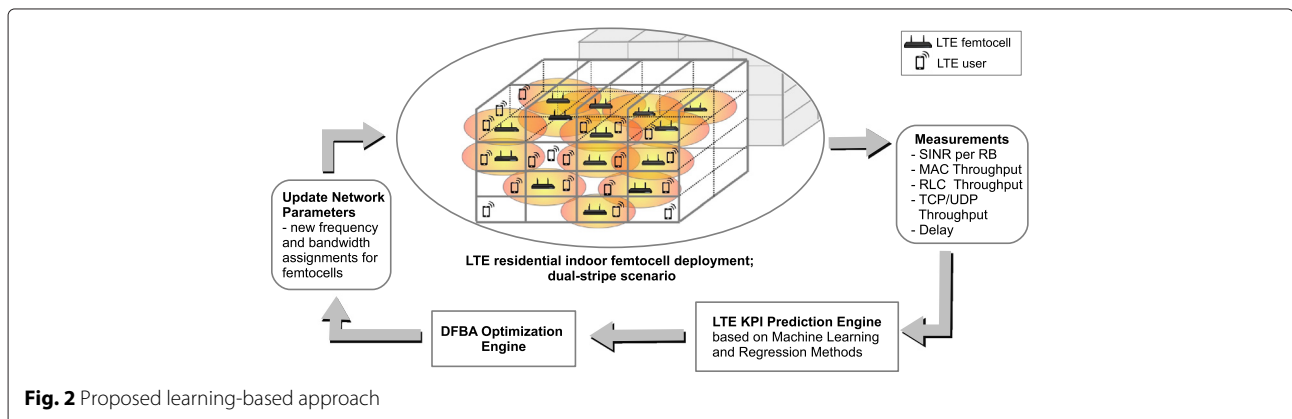 LTE femtocell
LTE user
Measurements
- SINR per RB
- MAC Throughput
- RLC Throughput
- TCP/UDP
Throughput
- Delay
Update Network
Parameters
- new frequency
and bandwidth
assignments for
femtocells
LTE residential indoor femtocell deployment;
dual-stripe scenario
DFBA Optimization
Engine
LTE KPI Prediction Engine
based on Machine Learning
and Regression Methods
Fig. 2 Proposed learning-based approach